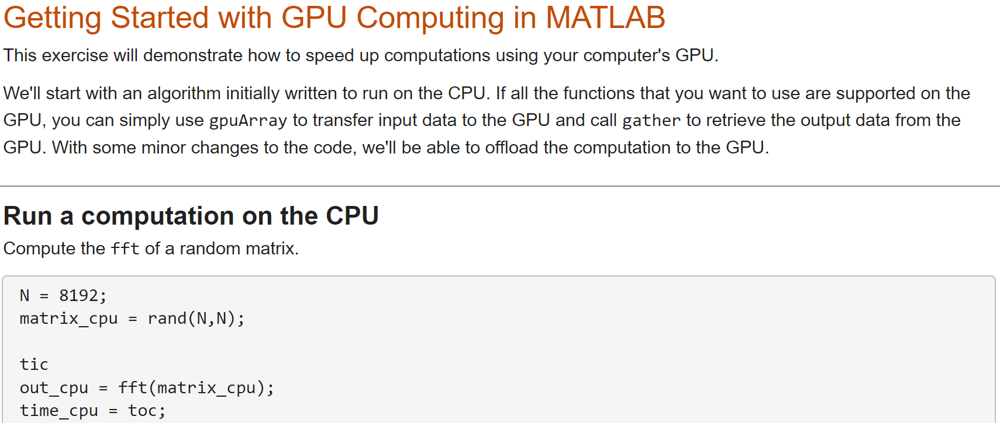 Getting Started with GPU Computing in MATLAB
This exercise will demonstrate how to speed up computations using your computer's GPU.
We'll start with an algorithm initially written to run on the CPU. If all the functions that you want to use are supported on the
GPU, you can simply use gpuArray to transfer input data to the GPU and call gather to retrieve the output data from the
GPU. With some minor changes to the code, we'll be able to offload the computation to the GPU.
Run a computation on the CPU
Compute the fft of a random matrix.
N = 8192;
matrix_cpu = rand(N,N);
tic
out_cpu = fft(matrix_cpu);
time_cpu = toc;